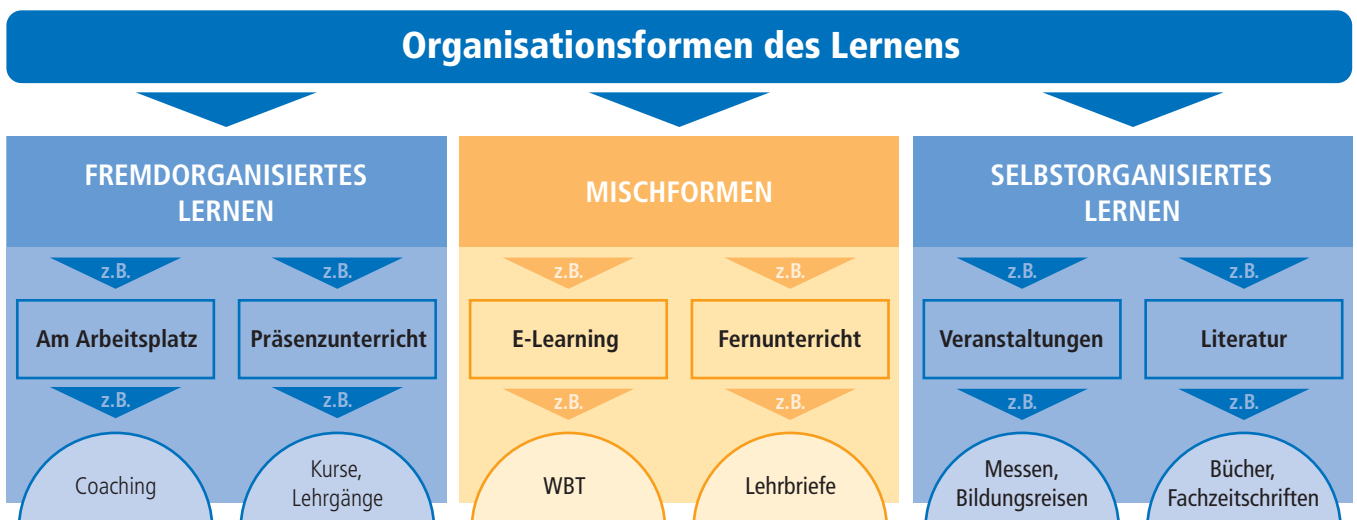 Organisationsformen des Lernens
FREMDORGANISIERTES
LERNEN
MISCHFORMEN
SELBSTORGANISIERTES
LERNEN
z.B.
z.B.
z.B.
z.B.
z.B.
z.B.
Am Arbeitsplatz
Präsenzunterricht
E-Learning
Fernunterricht
Veranstaltungen
Literatur
z.B.
z.B.
z.B.
z.B.
z.B.
z.B.
Coaching
Kurse,
Lehrgänge
WBT
Lehrbriefe
Messen,
Bildungsreisen
Bücher,
Fachzeitschriften